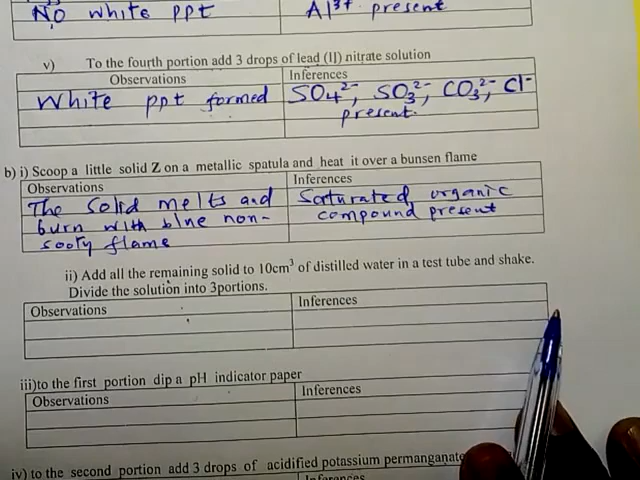 No white ppt Al3+ present
v) To the fourth portion add 3 drops of lead (II) nitrate solution
Observations Inferences
White ppt formed SO4²⁻, SO3²⁻, CO3²⁻, Cl⁻
present.
b) i) Scoop a little solid Z on a metallic spatula and heat it over a bunsen flame
Observations Inferences
The solid melts and Saturated organic
burn with blue non- compound present
sooty flame
ii) Add all the remaining solid to 10cm³ of distilled water in a test tube and shake.
Divide the solution into 3portions.
Observations Inferences
iii)to the first portion dip a pH indicator paper
Observations Inferences
iv) to the second portion add 3 drops of acidified potassium permanganate
Inferences